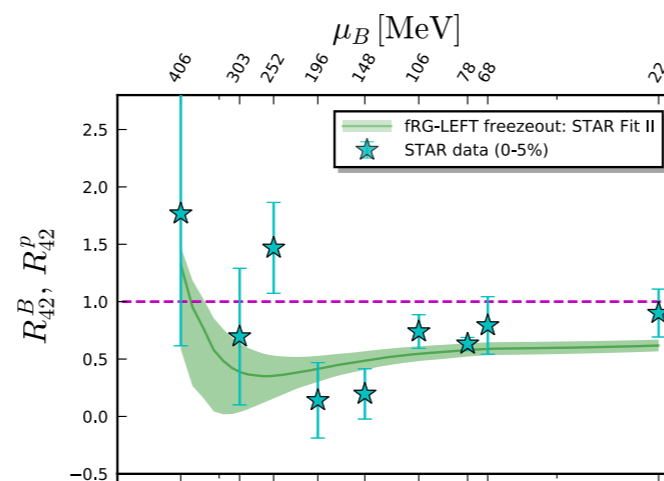 μ_B [MeV]
406 303 252 196 148 106 78 68 22
fRG-LEFT freezeout: STAR Fit II
STAR data (0-5%)
R^B_42, R^p_42
2.5
2.0
1.5
1.0
0.5
0.0
−0.5